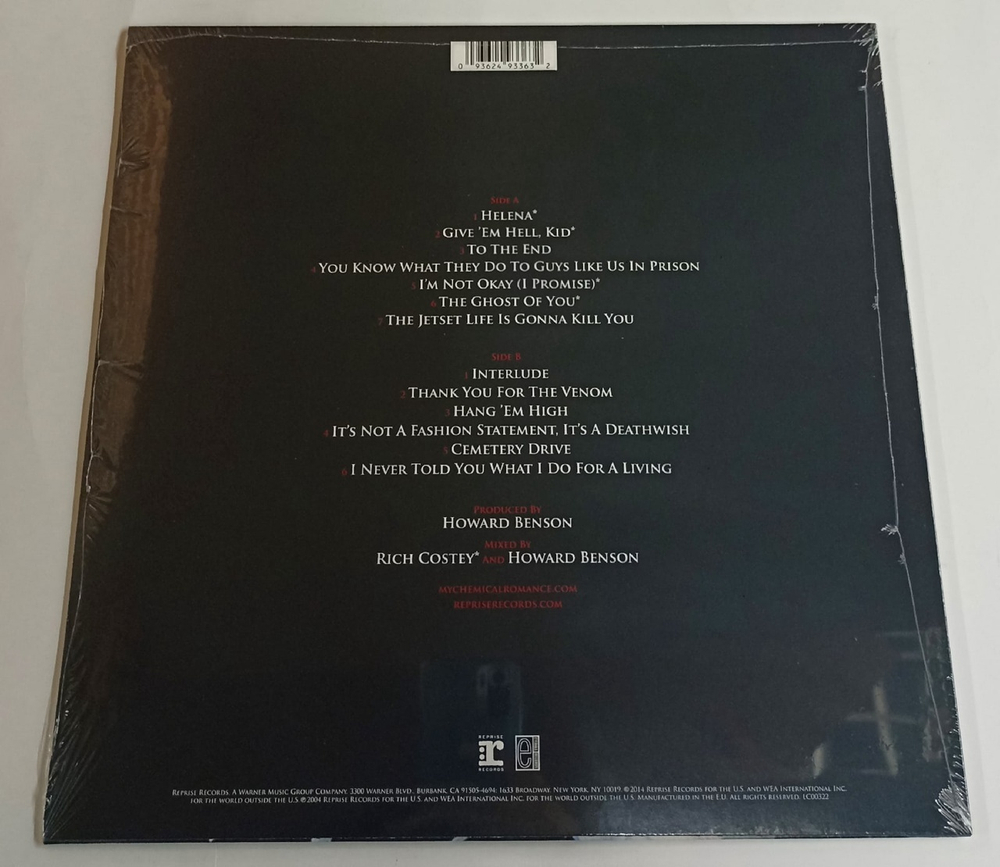 0 93624 93363 2
SIDE A
1 HELENA*
2 GIVE 'EM HELL, KID*
3 TO THE END
4 YOU KNOW WHAT THEY DO TO GUYS LIKE US IN PRISON
5 I'M NOT OKAY (I PROMISE)*
6 THE GHOST OF YOU*
7 THE JETSET LIFE IS GONNA KILL YOU
SIDE B
1 INTERLUDE
2 THANK YOU FOR THE VENOM
3 HANG 'EM HIGH
4 IT'S NOT A FASHION STATEMENT, IT'S A DEATHWISH
5 CEMETERY DRIVE
6 I NEVER TOLD YOU WHAT I DO FOR A LIVING
PRODUCED BY
HOWARD BENSON
MIXED BY
RICH COSTEY* AND HOWARD BENSON
MYCHEMICALROMANCE.COM
REPRISERECORDS.COM
REPRISE
r e
RECORDS
REPRISE RECORDS. A WARNER MUSIC GROUP COMPANY. 3300 WARNER BLVD., BURBANK, CA 91505-4694: 1633 BROADWAY, NEW YORK, NY 10019. © 2014 REPRISE RECORDS FOR THE U.S. AND WEA INTERNATIONAL INC.
FOR THE WORLD OUTSIDE THE U.S. ℗ 2004 REPRISE RECORDS FOR THE U.S. AND WEA INTERNATIONAL INC. FOR THE WORLD OUTSIDE THE U.S. MANUFACTURED IN THE E.U. ALL RIGHTS RESERVED. LC00322